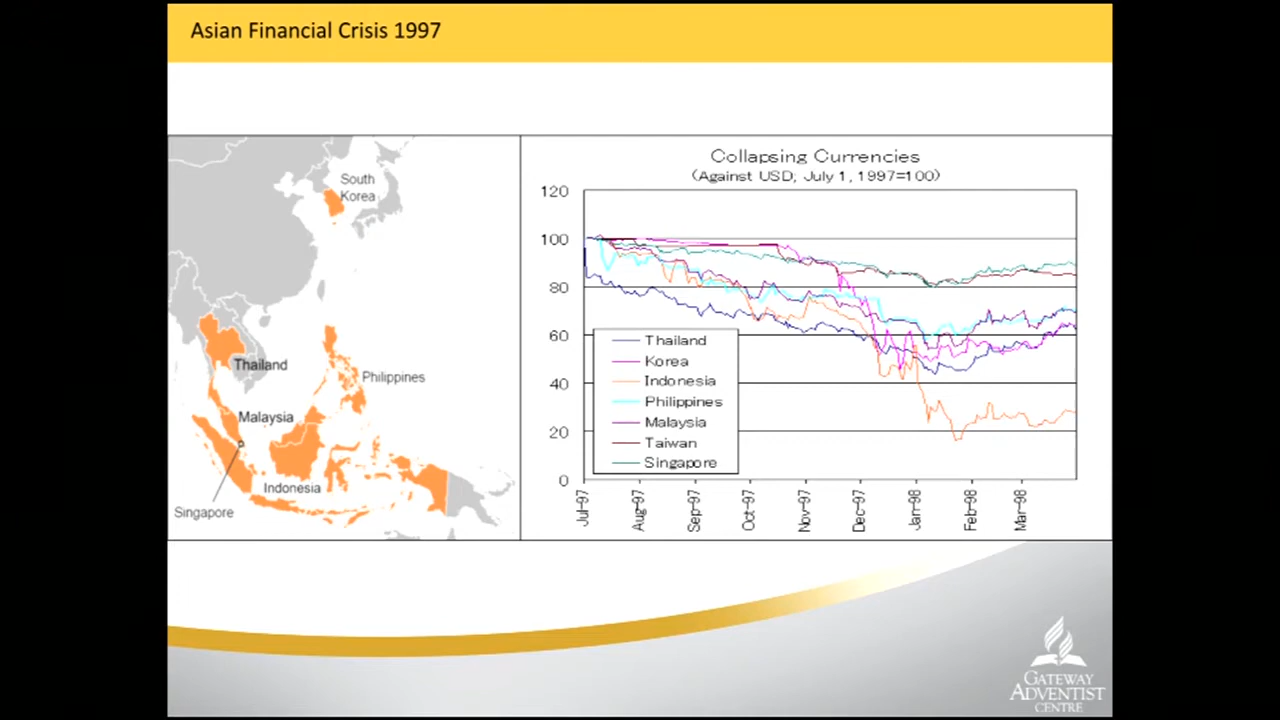 Asian Financial Crisis 1997
South
Korea
Thailand
Philippines
Malaysia
Indonesia
Singapore
Collapsing Currencies
(Against USD; July 1, 1997=100)
120
100
80
60
40
20
0
Thailand
Korea
Indonesia
Philippines
Malaysia
Taiwan
Singapore
Jul-97
Aug-97
Sep-97
Oct-97
Nov-97
Dec-97
Jan-98
Feb-98
Mar-98
GATEWAY
ADVENTIST
CENTRE